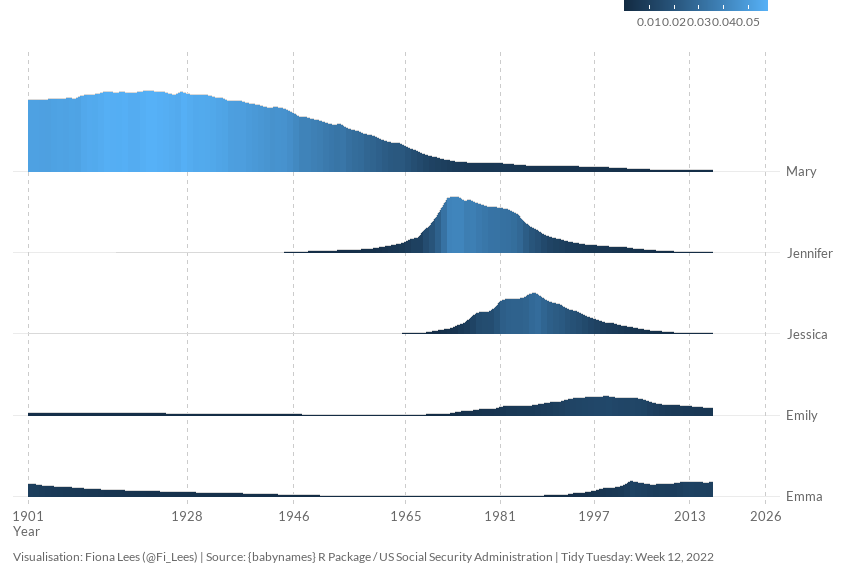 0.010.020.030.040.05
Mary
Jennifer
Jessica
Emily
Emma
1901 1928 1946 1965 1981 1997 2013 2026
Year
Visualisation: Fiona Lees (@Fi_Lees) | Source: {babynames} R Package / US Social Security Administration | Tidy Tuesday: Week 12, 2022